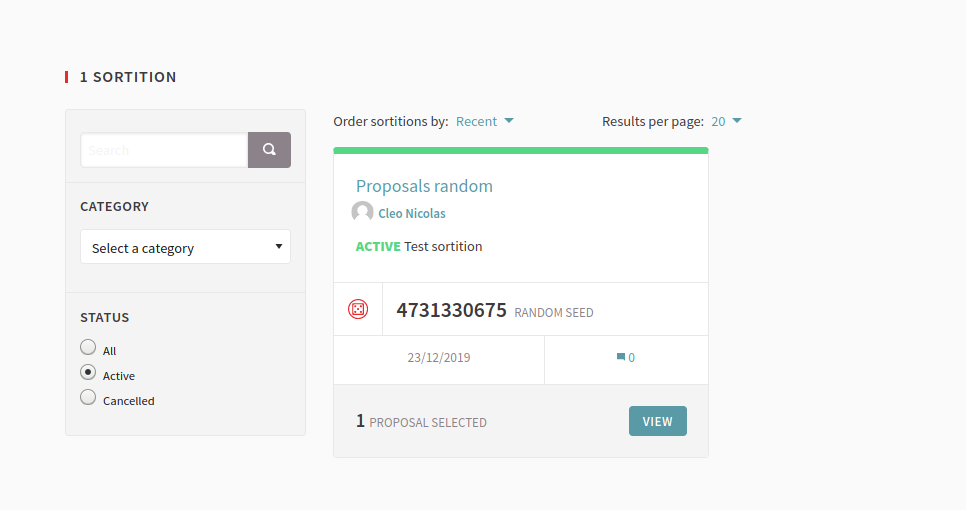 1 SORTITION
Search
CATEGORY
Select a category
STATUS
All
Active
Cancelled
Order sortitions by: Recent
Results per page: 20
Proposals random
Cleo Nicolas
ACTIVE Test sortition
4731330675 RANDOM SEED
23/12/2019
0
1 PROPOSAL SELECTED
VIEW